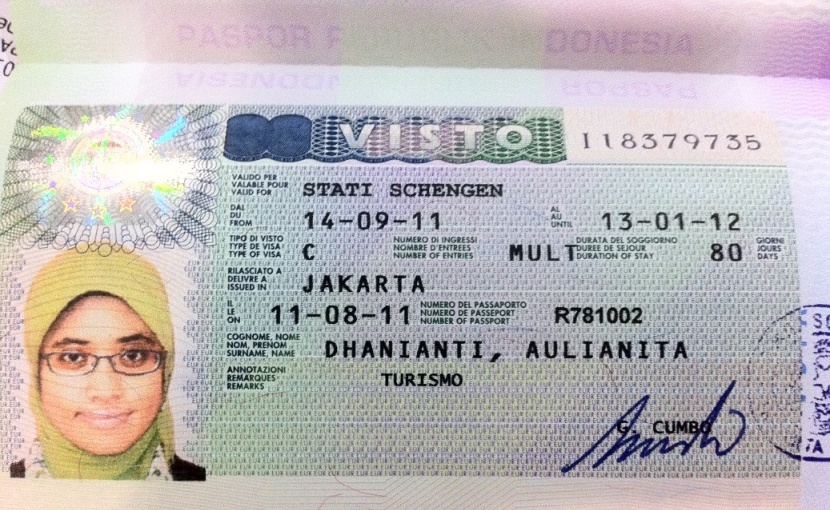 PASPOR
DONESIA
VISTO
I18379735
VALIDO PER
VALABLE POUR
VALID FOR
STATI SCHENGEN
DAL
DU
FROM
14-09-11
AL
AU
UNTIL
13-01-12
TIPO DI VISTO
TYPE DE VISA
TYPE OF VISA
C
NUMERO DI INGRESSI
NOMBRE D'ENTREES
NUMBER OF ENTRIES
MULT
DURATA DEL SOGGIORNO
DUREE DE SEJOUR
DURATION OF STAY
80
GIORNI
JOURS
DAYS
RILASCIATO A
DELIVRE A
ISSUED IN
JAKARTA
IL
LE
ON
11-08-11
NUMERO DEL PASSAPORTO
NUMERO DE PASSEPORT
NUMBER OF PASSPORT
R781002
COGNOME, NOME
NOM, PRENOM
SURNAME, NAME
DHANIANTI, AULIANITA
ANNOTAZIONI
REMARQUES
REMARKS
TURISMO
G. CUMBO